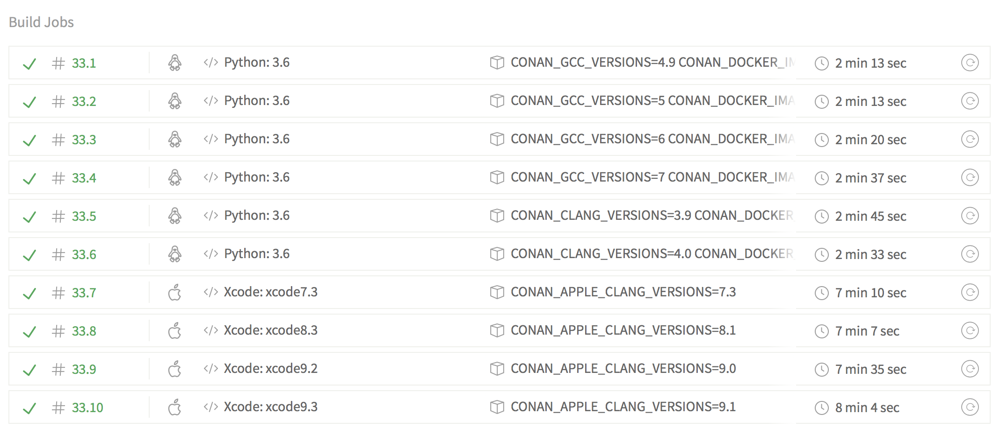 Build Jobs
# 33.1 </> Python: 3.6 CONAN_GCC_VERSIONS=4.9 CONAN_DOCKER_IM 2 min 13 sec
# 33.2 </> Python: 3.6 CONAN_GCC_VERSIONS=5 CONAN_DOCKER_IMA 2 min 13 sec
# 33.3 </> Python: 3.6 CONAN_GCC_VERSIONS=6 CONAN_DOCKER_IMA 2 min 20 sec
# 33.4 </> Python: 3.6 CONAN_GCC_VERSIONS=7 CONAN_DOCKER_IMA 2 min 37 sec
# 33.5 </> Python: 3.6 CONAN_CLANG_VERSIONS=3.9 CONAN_DOCKER_ 2 min 45 sec
# 33.6 </> Python: 3.6 CONAN_CLANG_VERSIONS=4.0 CONAN_DOCKER_ 2 min 33 sec
# 33.7 </> Xcode: xcode7.3 CONAN_APPLE_CLANG_VERSIONS=7.3 7 min 10 sec
# 33.8 </> Xcode: xcode8.3 CONAN_APPLE_CLANG_VERSIONS=8.1 7 min 7 sec
# 33.9 </> Xcode: xcode9.2 CONAN_APPLE_CLANG_VERSIONS=9.0 7 min 35 sec
# 33.10 </> Xcode: xcode9.3 CONAN_APPLE_CLANG_VERSIONS=9.1 8 min 4 sec